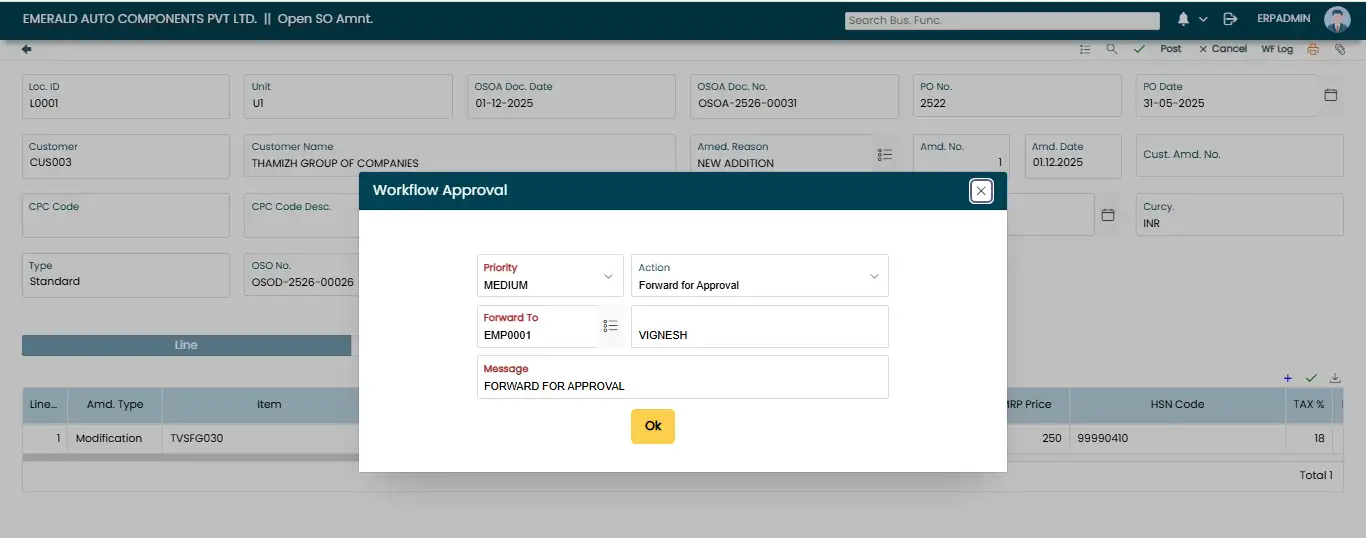 EMERALD AUTO COMPONENTS PVT LTD. || Open SO Amnt.
Search Bus. Func.
ERPADMIN
Post
Cancel
WF Log
Loc. ID
L0001
Unit
U1
OSOA Doc. Date
01-12-2025
OSOA Doc. No.
OSOA-2526-00031
PO No.
2522
PO Date
31-05-2025
Customer
CUS003
Customer Name
THAMIZH GROUP OF COMPANIES
Amed. Reason
NEW ADDITION
Amd. No.
1
Amd. Date
01.12.2025
Cust. Amd. No.
CPC Code
CPC Code Desc.
Curcy.
INR
Type
Standard
OSO No.
OSOD-2526-00026
Workflow Approval
Priority
MEDIUM
Action
Forward for Approval
Forward To
EMP0001
VIGNESH
Message
FORWARD FOR APPROVAL
Ok
Line
Line... Amd. Type Item MRP Price HSN Code TAX %
1 Modification TVSFG030 250 99990410 18
Total 1